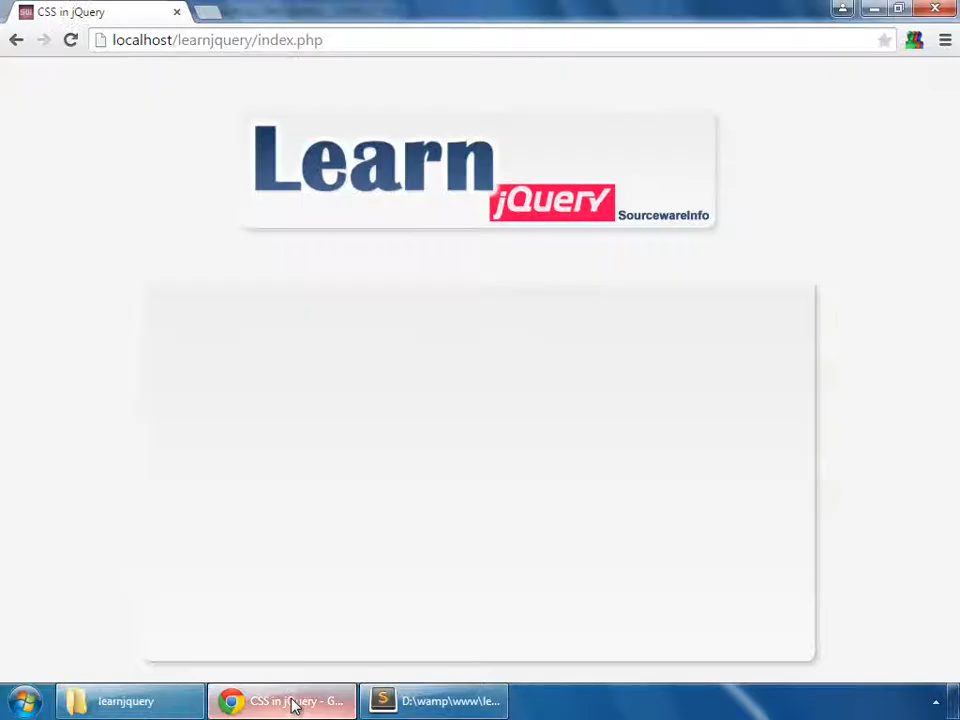 CSS in jQuery
localhost/learnjquery/index.php
Learn
jQuery
SourcewareInfo
learnjquery
CSS in jQuery - G...
D:\wamp\www\le...